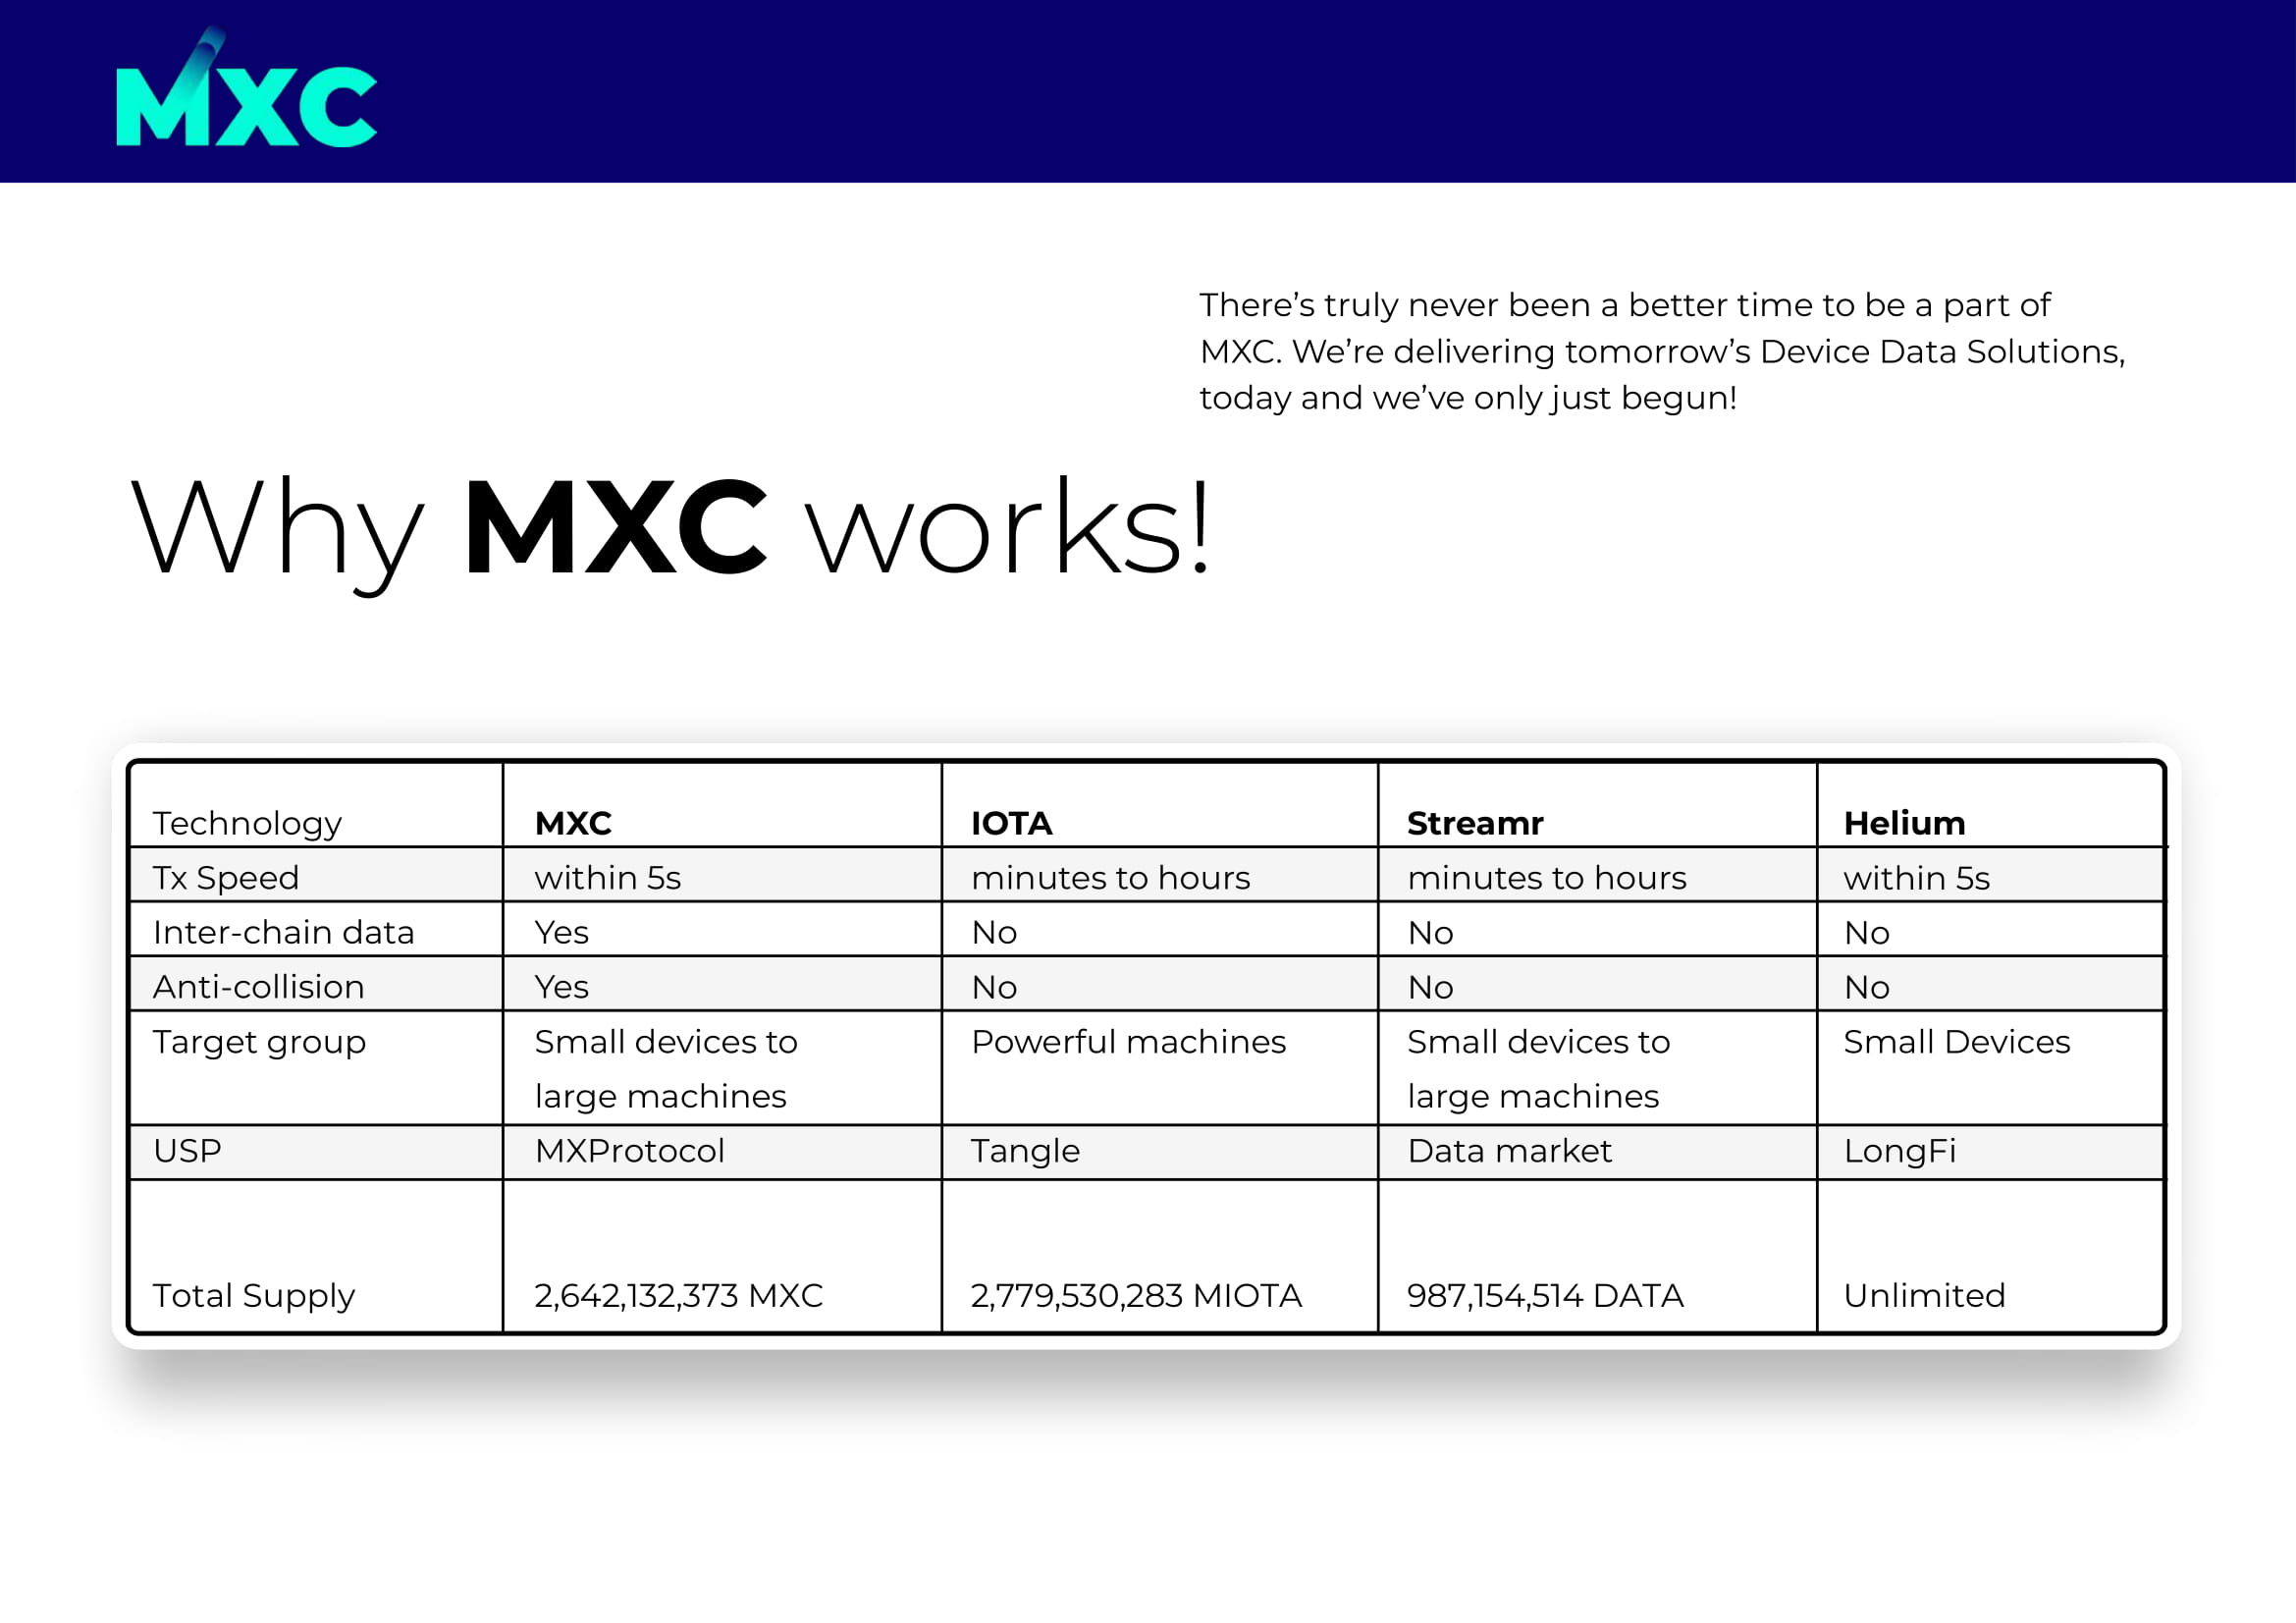 MXC
There’s truly never been a better time to be a part of
MXC. We’re delivering tomorrow’s Device Data Solutions,
today and we’ve only just begun!
Why MXC works!
Technology MXC IOTA Streamr Helium
Tx Speed within 5s minutes to hours minutes to hours within 5s
Inter-chain data Yes No No No
Anti-collision Yes No No No
Target group Small devices to Powerful machines Small devices to Small Devices
large machines large machines
USP MXProtocol Tangle Data market LongFi
Total Supply 2,642,132,373 MXC 2,779,530,283 MIOTA 987,154,514 DATA Unlimited